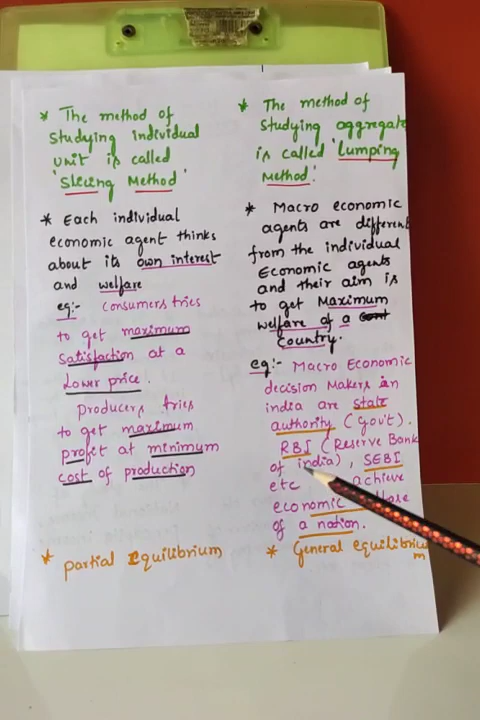 * The method of
studying individual
unit is called
'Slicing Method'
* Each individual
economic agent thinks
about its own interest
and welfare
eg:- Consumers tries
to get maximum
satisfaction at a
Lower price.
Producers tries
to get maximum
profit at minimum
cost of production
* partial Equilibrium
* The method of
studying aggregate
is called 'Lumping
Method.'
* Macro economic
agents are different
from the individual
Economic agents
and their aim is
to get Maximum
welfare of a
Country.
eg:- Macro Economic
decision Makers in
india are state
authority (Gov't).
RBI (Reserve Bank
of india), SEBI
etc achieve
economic
of a nation.
* General equilibrium